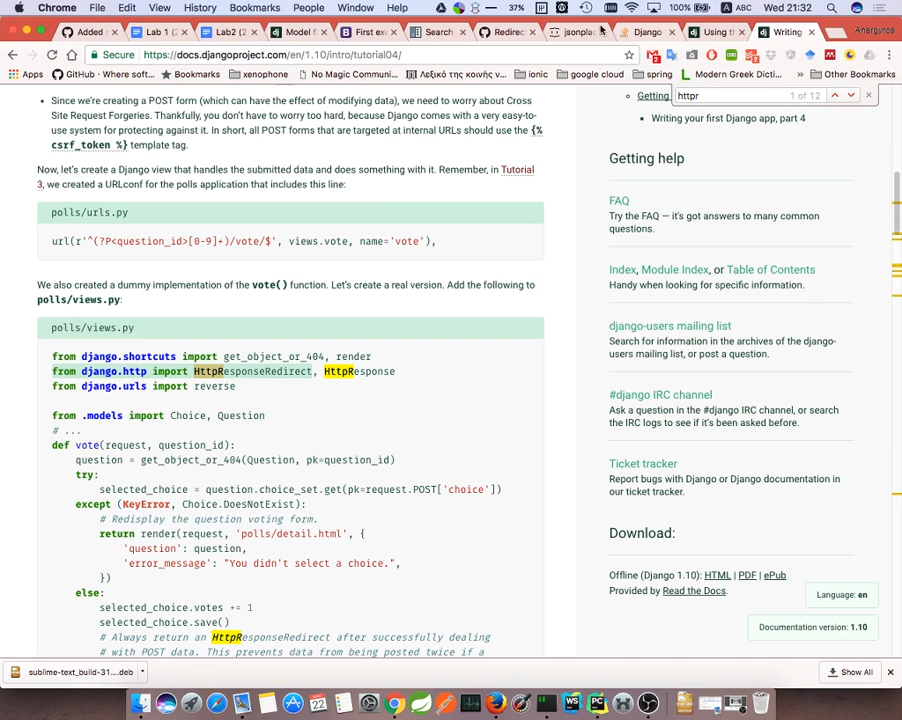 Chrome File Edit View History Bookmarks People Window Help 37% 100% ABC Wed 21:32
Added Lab 1 ( Lab2 ( Model f First ex Search Redirec jsonplac Django Using t Writing Anargyros
Secure https://docs.djangoproject.com/en/1.10/intro/tutorial04/
Apps GitHub - Where soft... Bookmarks xenophone No Magic Bookmark Λεξικό της κοινής ν... ionic google cloud spring Modern Greek Dict... Other Bookmarks
httpr 1 of 12
Since we're creating a POST form (which can have the effect of modifying data), we need to worry about Cross
Site Request Forgeries. Thankfully, you don't have to worry too hard, because Django comes with a very easy-to-
use system for protecting against it. In short, all POST forms that are targeted at internal URLs should use the {%
csrf_token %} template tag.
Now, let's create a Django view that handles the submitted data and does something with it. Remember, in Tutorial
3, we created a URLconf for the polls application that includes this line:
polls/urls.py
url(r'^(?P<question_id>[0-9]+)/vote/$', views.vote, name='vote'),
We also created a dummy implementation of the vote() function. Let's create a real version. Add the following to
polls/views.py:
polls/views.py
from django.shortcuts import get_object_or_404, render
from django.http import HttpResponseRedirect, HttpResponse
from django.urls import reverse
from .models import Choice, Question
# ...
def vote(request, question_id):
question = get_object_or_404(Question, pk=question_id)
try:
selected_choice = question.choice_set.get(pk=request.POST['choice'])
except (KeyError, Choice.DoesNotExist):
# Redisplay the question voting form.
return render(request, 'polls/detail.html', {
'question': question,
'error_message': "You didn't select a choice.",
})
else:
selected_choice.votes += 1
selected_choice.save()
# Always return an HttpResponseRedirect after successfully dealing
# with POST data. This prevents data from being posted twice if a
Getting
Writing your first Django app, part 4
Getting help
FAQ
Try the FAQ — it's got answers to many common
questions.
Index, Module Index, or Table of Contents
Handy when looking for specific information.
django-users mailing list
Search for information in the archives of the django-
users mailing list, or post a question.
#django IRC channel
Ask a question in the #django IRC channel, or search
the IRC logs to see if it's been asked before.
Ticket tracker
Report bugs with Django or Django documentation in
our ticket tracker.
Download:
Offline (Django 1.10): HTML | PDF | ePub
Provided by Read the Docs.
Language: en
Documentation version: 1.10
sublime-text_build-31....deb
Show All